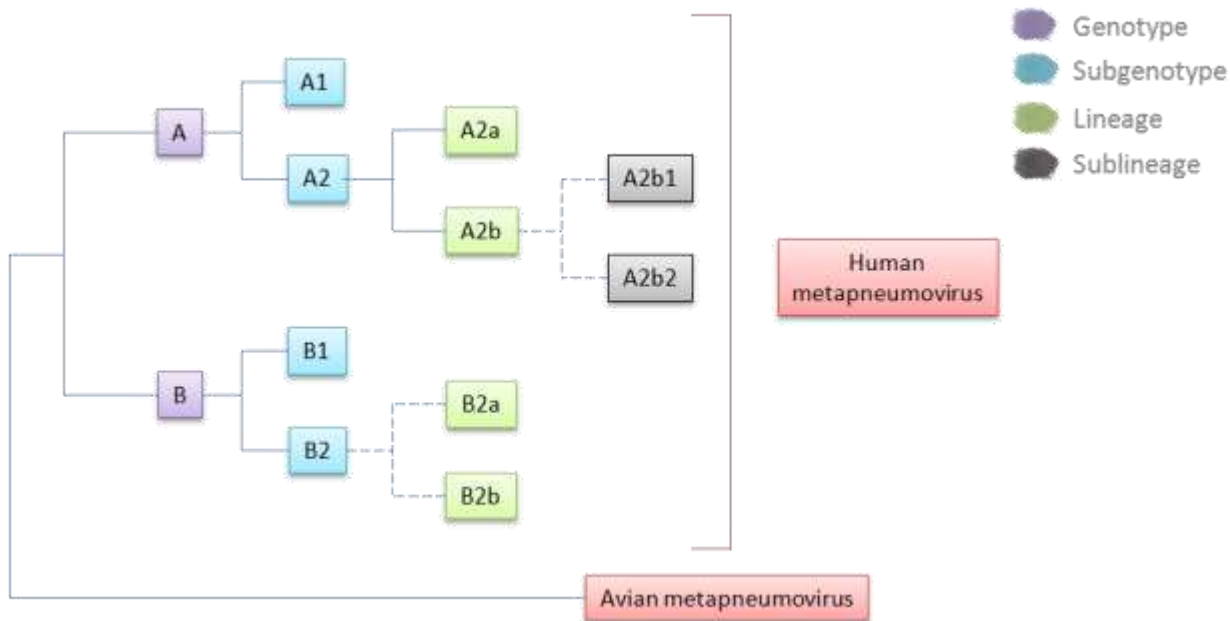 Genotype
Subgenotype
Lineage
Sublineage
A
A1
A2
A2a
A2b
A2b1
A2b2
Human
metapneumovirus
B
B1
B2
B2a
B2b
Avian metapneumovirus